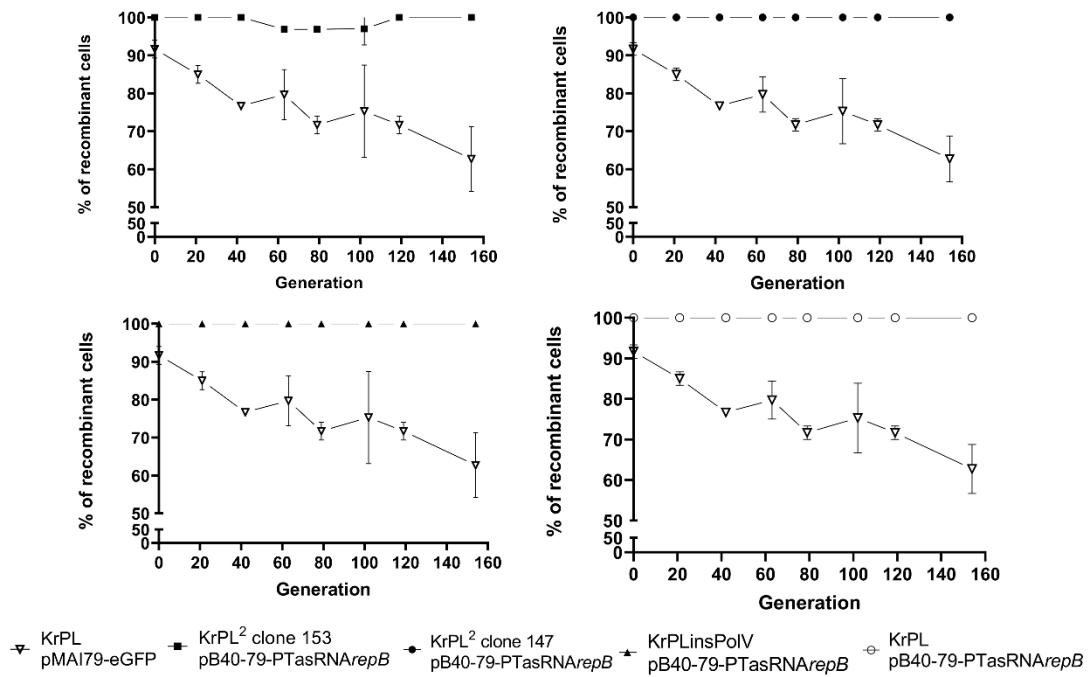 % of recombinant cells
100
90
80
70
60
50
50
0
0 20 40 60 80 100 120 140 160
Generation
% of recombinant cells
100
90
80
70
60
50
50
0
0 20 40 60 80 100 120 140 160
Generation
% of recombinant cells
100
90
80
70
60
50
50
0
0 20 40 60 80 100 120 140 160
Generation
% of recombinant cells
100
90
80
70
60
50
50
0
0 20 40 60 80 100 120 140 160
Generation
KrPL
pMAI79-eGFP
KrPL² clone 153
pB40-79-PTasRNArepB
KrPL² clone 147
pB40-79-PTasRNArepB
KrPLinsPolV
pB40-79-PTasRNArepB
KrPL
pB40-79-PTasRNArepB